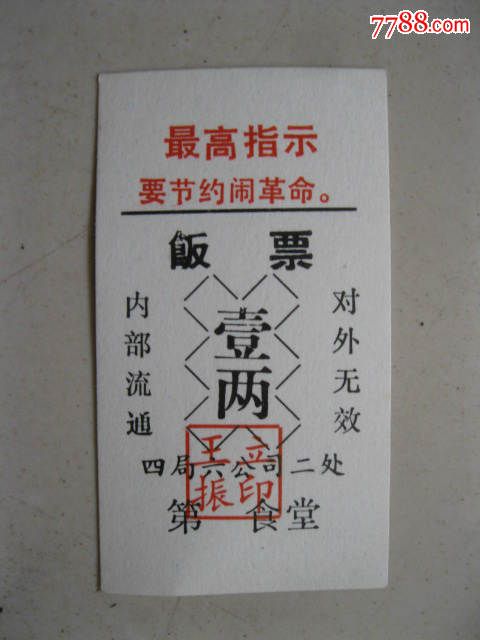 7788.com
最高指示
要节约闹革命。
飯 票
内部流通
壹两
对外无效
四局六公司二处
第 食堂
王立
振印